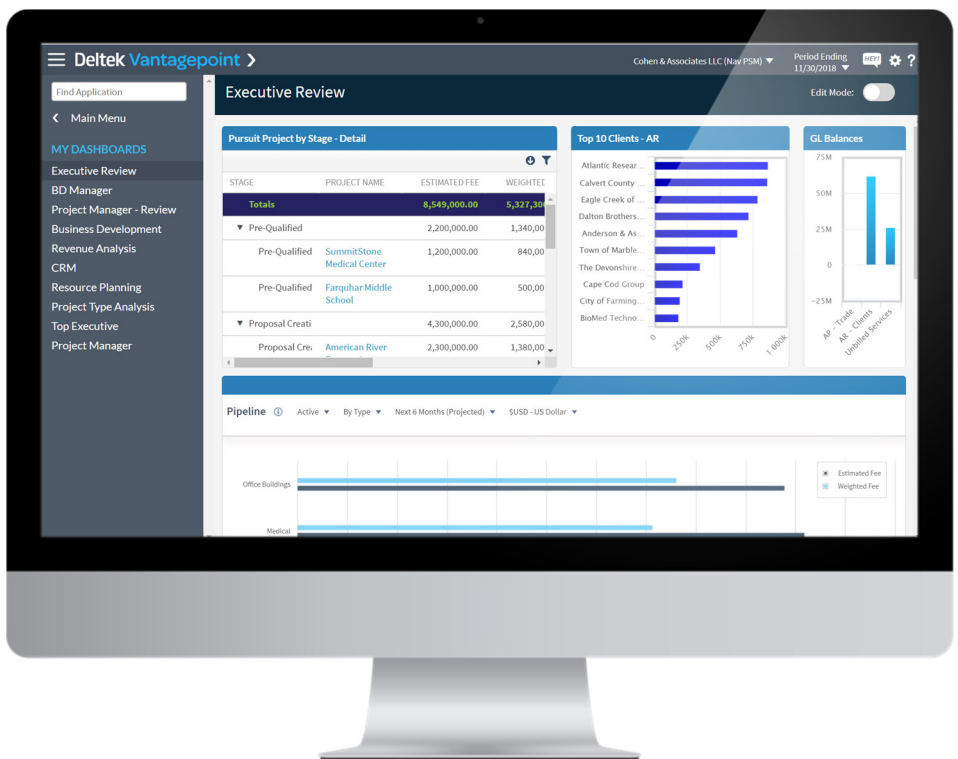 Deltek Vantagepoint
Cohen & Associates LLC (Nav PSM)
Period Ending
11/30/2018
HEY!
?
Find Application
Executive Review
Edit Mode:
Main Menu
MY DASHBOARDS
Executive Review
BD Manager
Project Manager - Review
Business Development
Revenue Analysis
CRM
Resource Planning
Project Type Analysis
Top Executive
Project Manager
Pursuit Project by Stage - Detail
STAGE PROJECT NAME ESTIMATED FEE WEIGHTED
Totals 8,549,000.00 5,327,300
Pre-Qualified 2,200,000.00 1,340,00
Pre-Qualified SummitStone Medical Center 1,200,000.00 840,00
Pre-Qualified Farquhar Middle School 1,000,000.00 500,00
Proposal Creati 4,300,000.00 2,580,00
Proposal Cre American River 2,300,000.00 1,380,00
Top 10 Clients - AR
Atlantic Resear...
Calvert County ...
Eagle Creek of ...
Dalton Brothers...
Anderson & As...
Town of Marble...
The Devonshire...
Cape Cod Group
City of Farming...
BioMed Techno...
0 250k 500k 750k 1 000k
GL Balances
75M
50M
25M
0
-25M
AP - Trade
AR - Clients
Unbilled Services
Pipeline Active By Type Next 6 Months (Projected) $USD - US Dollar
Estimated Fee
Weighted Fee
Office Buildings
Medical